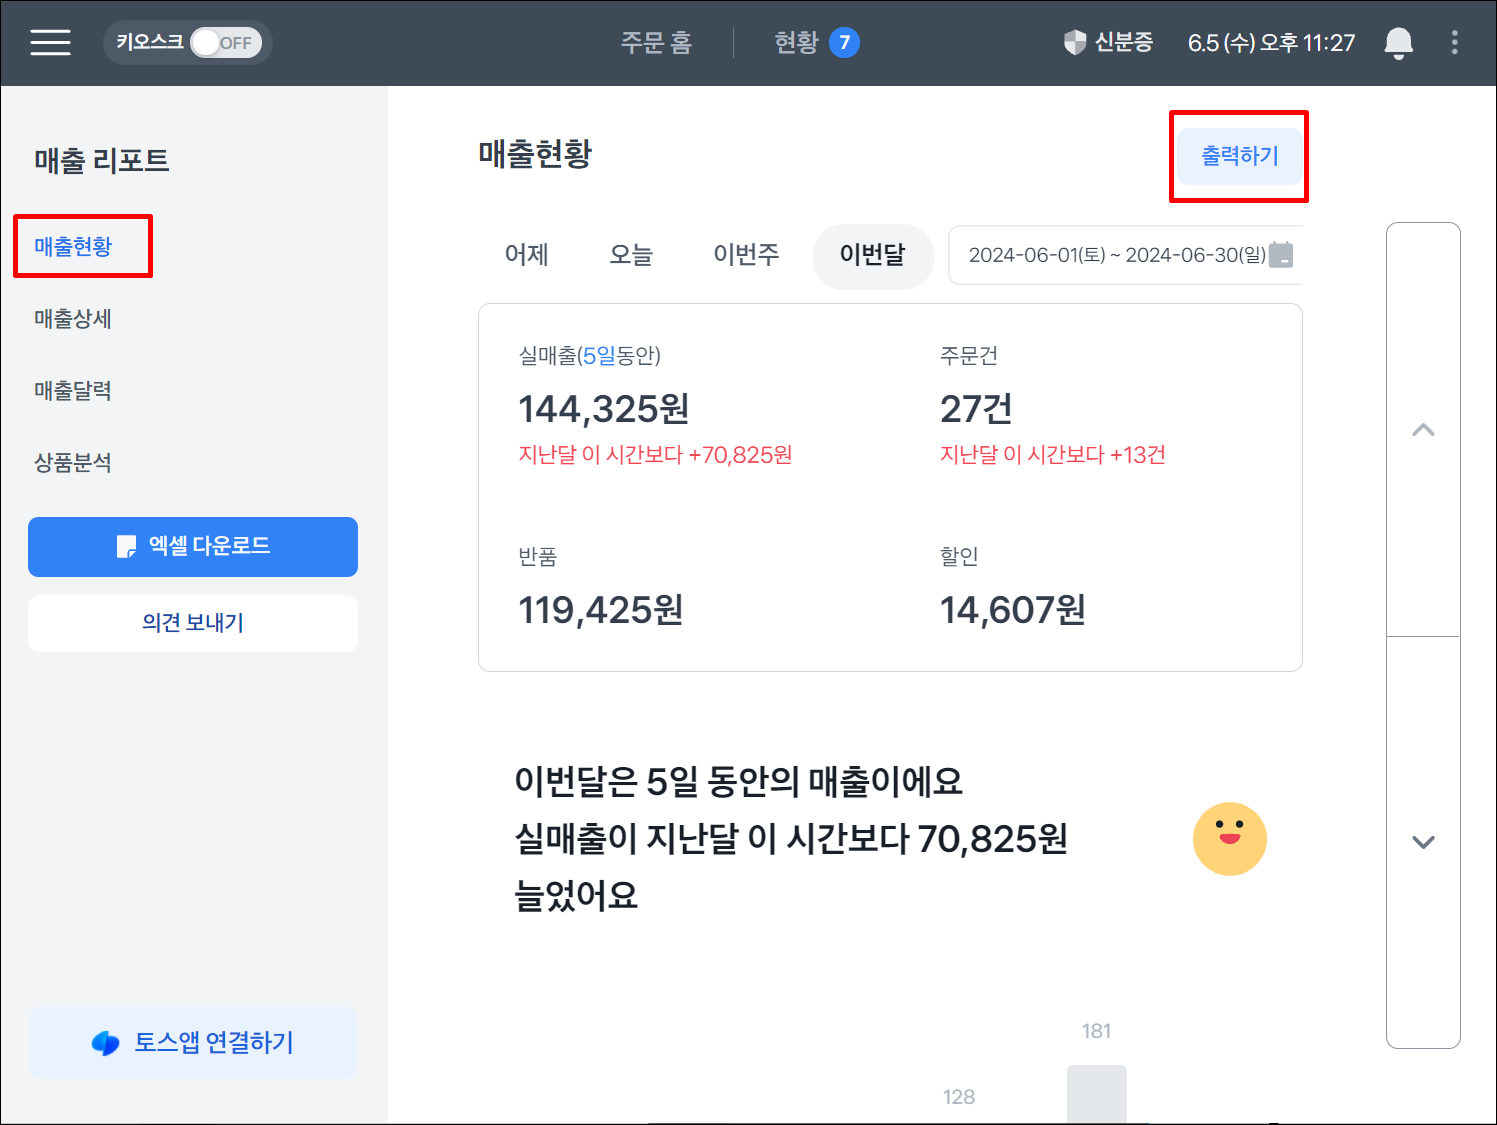 키오스크 OFF
주문 홈
현황 7
신분증
6.5 (수) 오후 11:27
매출 리포트
매출현황
매출상세
매출달력
상품분석
엑셀 다운로드
의견 보내기
토스앱 연결하기
매출현황
출력하기
어제
오늘
이번주
이번달
2024-06-01(토) ~ 2024-06-30(일)
실매출(5일동안)
144,325원
지난달 이 시간보다 +70,825원
주문건
27건
지난달 이 시간보다 +13건
반품
119,425원
할인
14,607원
이번달은 5일 동안의 매출이에요
실매출이 지난달 이 시간보다 70,825원
늘었어요
181
128